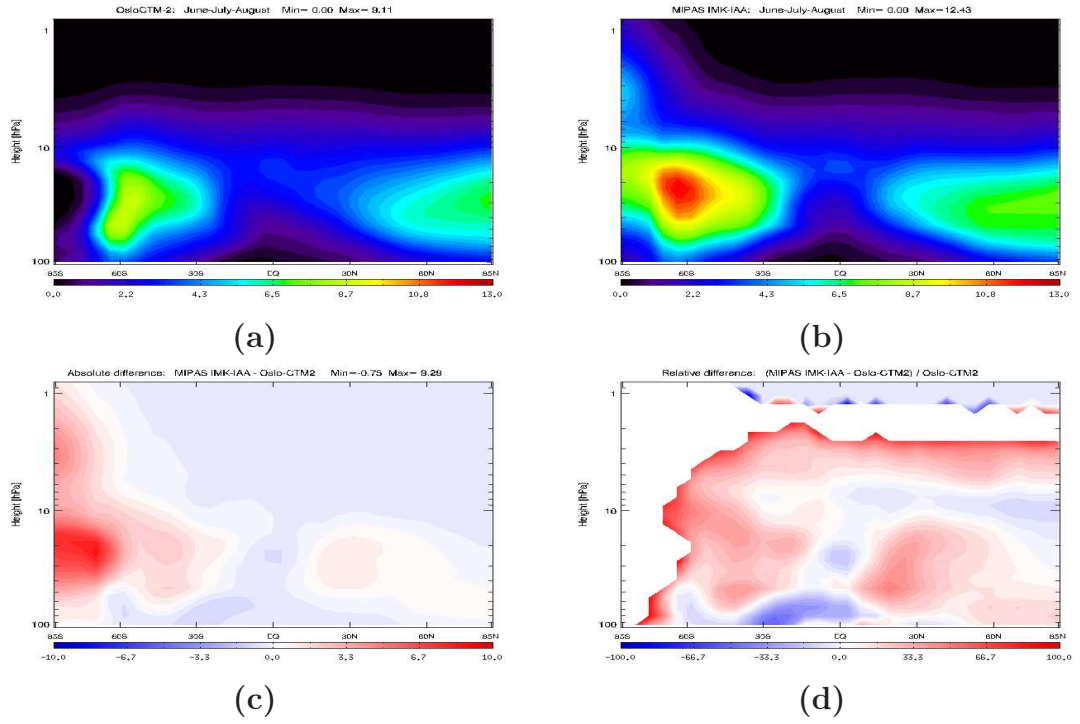 OsloCTM-2: June-July-August Min= 0.00 Max= 9.11
Height [hPa]
1
10
100
85S 60S 30S EQ 30N 60N 85N
0.0 2.2 4.3 6.5 8.7 10.8 13.0
(a)
MIPAS IMK-IAA: June-July-August Min= 0.00 Max=12.43
Height [hPa]
1
10
100
85S 60S 30S EQ 30N 60N 85N
0.0 2.2 4.3 6.5 8.7 10.8 13.0
(b)
Absolute difference: MIPAS IMK-IAA - Oslo-CTM2 Min=-0.75 Max= 9.29
Height [hPa]
1
10
100
85S 60S 30S EQ 30N 60N 85N
-10.0 -6.7 -3.3 0.0 3.3 6.7 10.0
(c)
Relative difference: (MIPAS IMK-IAA - Oslo-CTM2) / Oslo-CTM2
Height [hPa]
1
10
100
85S 60S 30S EQ 30N 60N 85N
-100.0 -66.7 -33.3 0.0 33.3 66.7 100.0
(d)